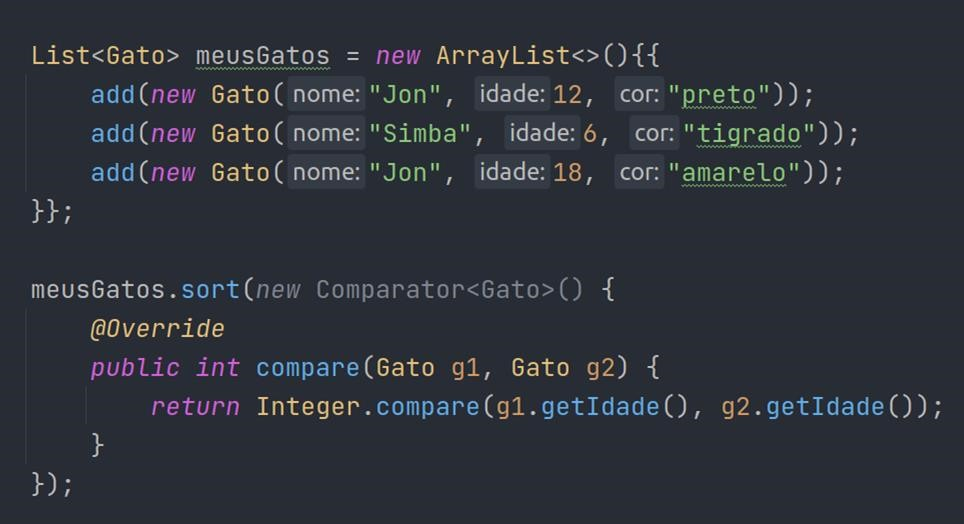 List<Gato> meusGatos = new ArrayList<>(){{
add(new Gato( nome: "Jon", idade: 12, cor: "preto"));
add(new Gato( nome: "Simba", idade: 6, cor: "tigrado"));
add(new Gato( nome: "Jon", idade: 18, cor: "amarelo"));
}};
meusGatos.sort(new Comparator<Gato>() {
@Override
public int compare(Gato g1, Gato g2) {
return Integer.compare(g1.getIdade(), g2.getIdade());
}
});